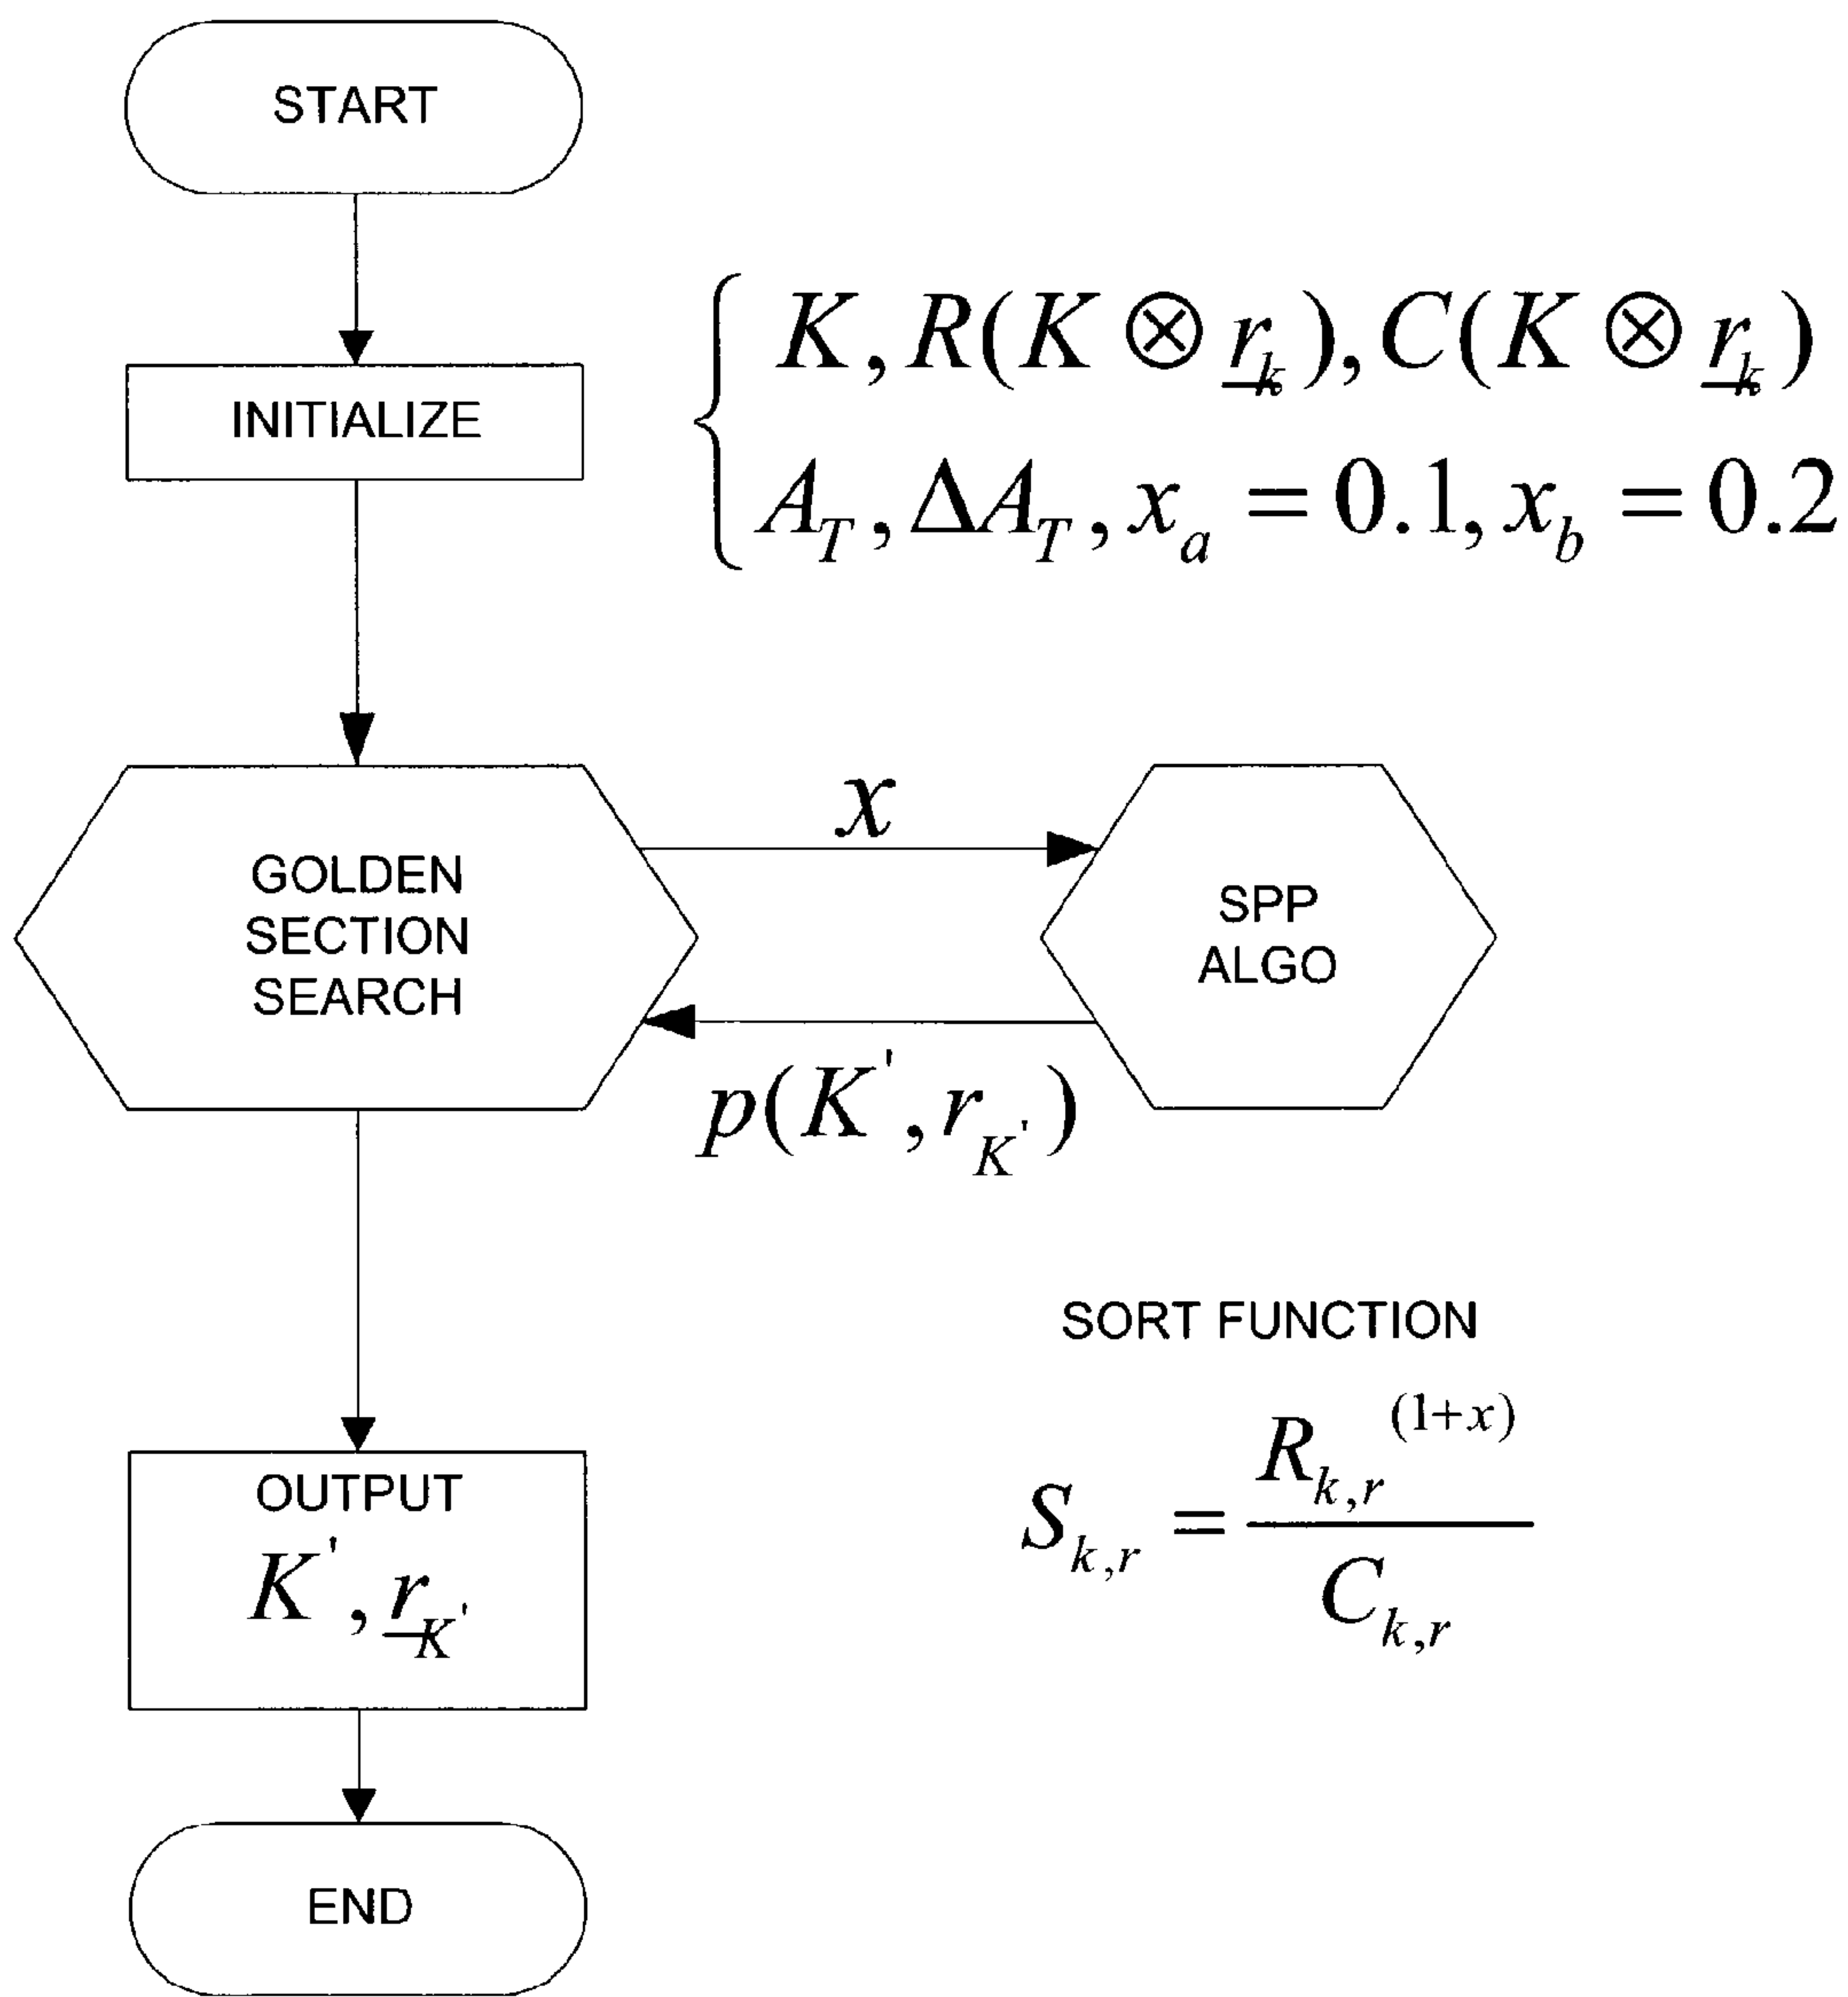 START
INITIALIZE
K, R(K ⊗ r_k), C(K ⊗ r_k)
A_T, ΔA_T, x_a = 0.1, x_b = 0.2
GOLDEN
SECTION
SEARCH
x
SPP
ALGO
p(K', r_K')
SORT FUNCTION
S_k,r = R_k,r^(1+x) / C_k,r
OUTPUT
K', r_K'
END